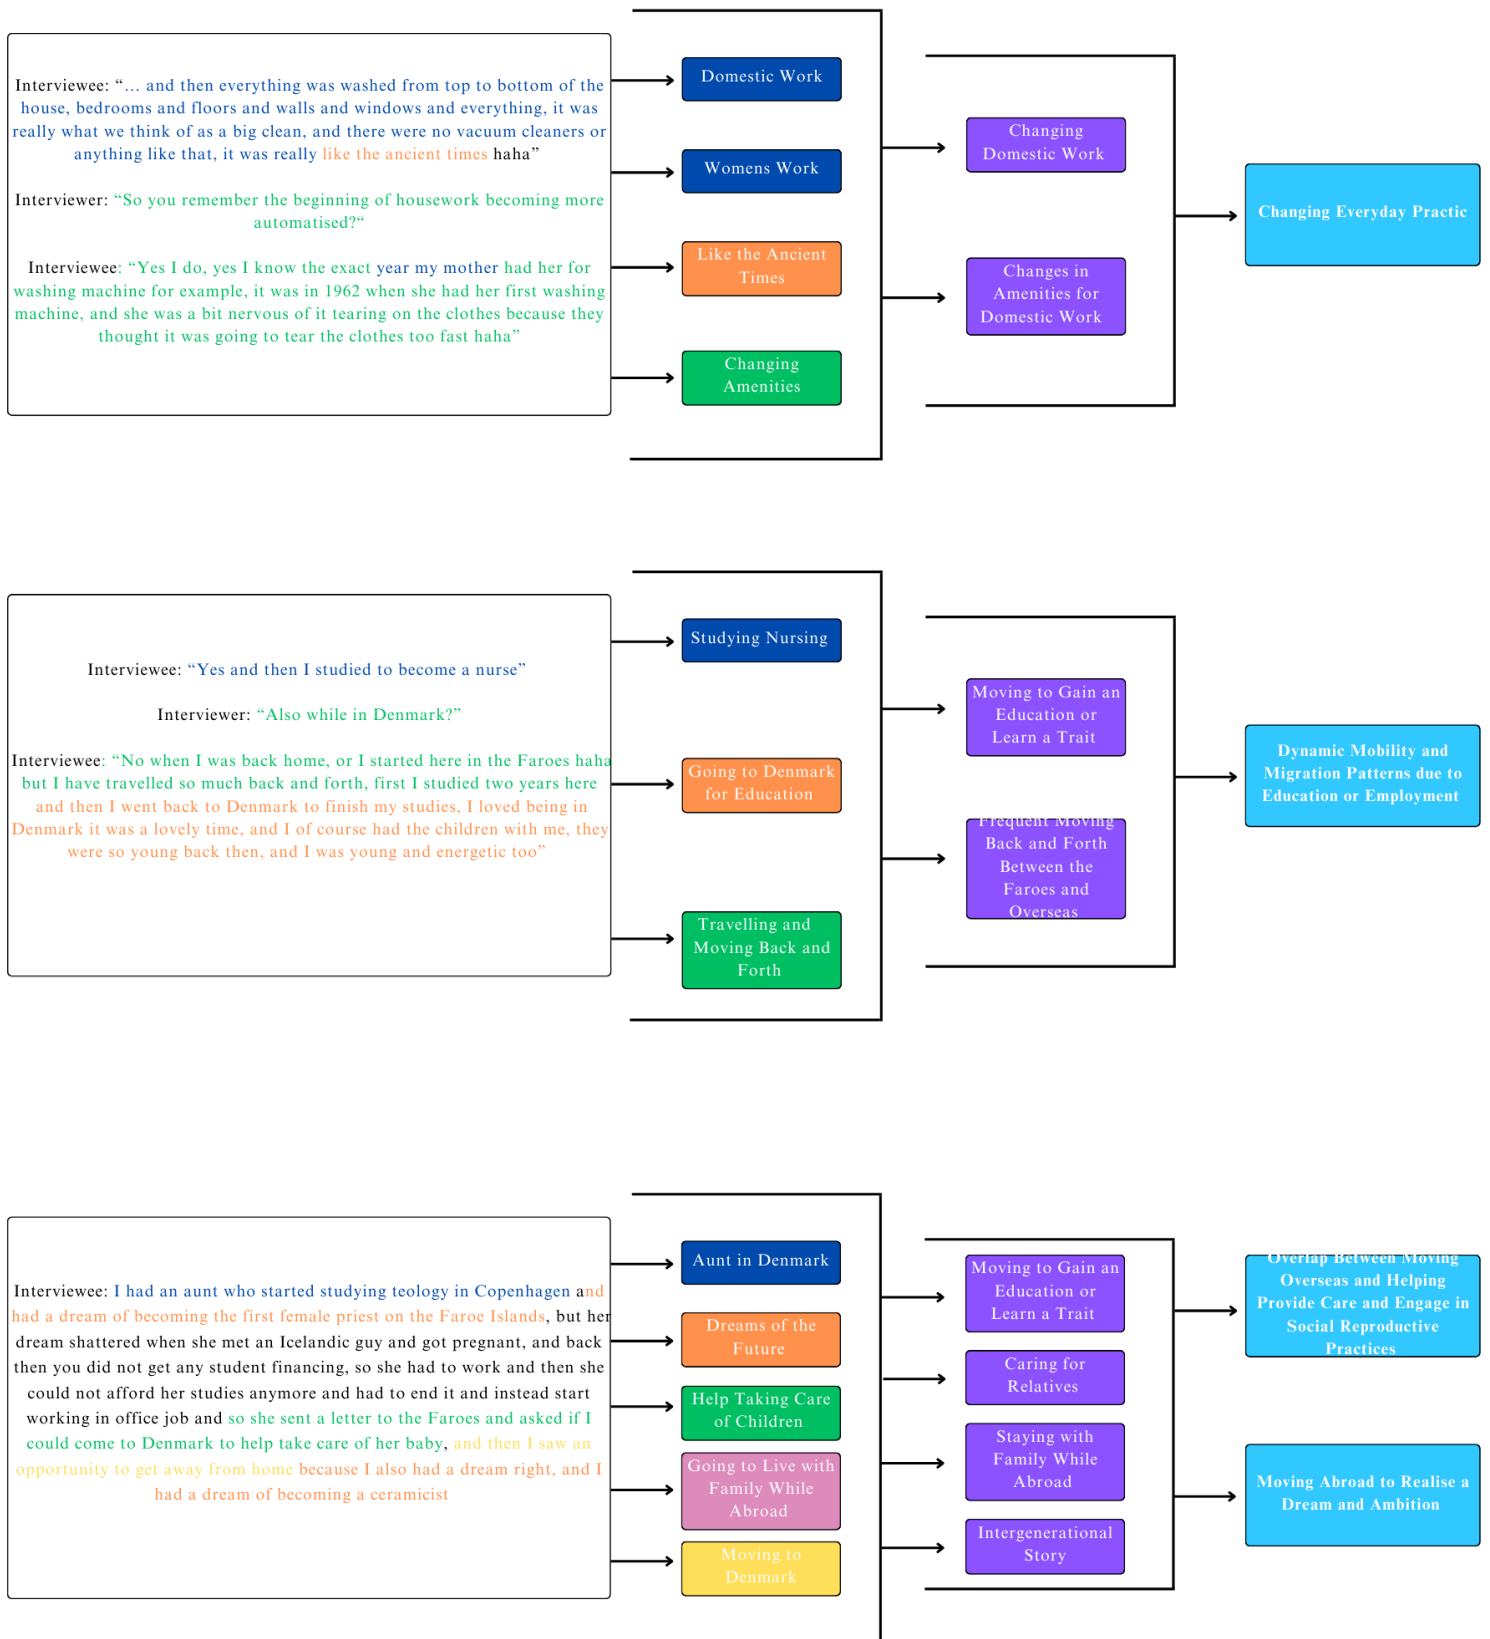 Interviewee: “... and then everything was washed from top to bottom of the
house, bedrooms and floors and walls and windows and everything, it was
really what we think of as a big clean, and there were no vacuum cleaners or
anything like that, it was really like the ancient times haha”
Interviewer: “So you remember the beginning of housework becoming more
automatised?“
Interviewee: “Yes I do, yes I know the exact year my mother had her for
washing machine for example, it was in 1962 when she had her first washing
machine, and she was a bit nervous of it tearing on the clothes because they
thought it was going to tear the clothes too fast haha”
Domestic Work
Womens Work
Like the Ancient
Times
Changing
Amenities
Changing
Domestic Work
Changes in
Amenities for
Domestic Work
Changing Everyday Practic
Interviewee: “Yes and then I studied to become a nurse”
Interviewer: “Also while in Denmark?”
Interviewee: “No when I was back home, or I started here in the Faroes haha
but I have travelled so much back and forth, first I studied two years here
and then I went back to Denmark to finish my studies, I loved being in
Denmark it was a lovely time, and I of course had the children with me, they
were so young back then, and I was young and energetic too”
Studying Nursing
Going to Denmark
for Education
Travelling and
Moving Back and
Forth
Moving to Gain an
Education or
Learn a Trait
Frequent Moving
Back and Forth
Between the
Faroes and
Overseas
Dynamic Mobility and
Migration Patterns due to
Education or Employment
Interviewee: I had an aunt who started studying teology in Copenhagen and
had a dream of becoming the first female priest on the Faroe Islands, but her
dream shattered when she met an Icelandic guy and got pregnant, and back
then you did not get any student financing, so she had to work and then she
could not afford her studies anymore and had to end it and instead start
working in office job and so she sent a letter to the Faroes and asked if I
could come to Denmark to help take care of her baby, and then I saw an
opportunity to get away from home because I also had a dream right, and I
had a dream of becoming a ceramicist
Aunt in Denmark
Dreams of the
Future
Help Taking Care
of Children
Going to Live with
Family While
Abroad
Moving to
Denmark
Moving to Gain an
Education or
Learn a Trait
Caring for
Relatives
Staying with
Family While
Abroad
Intergenerational
Story
Overlap Between Moving
Overseas and Helping
Provide Care and Engage in
Social Reproductive
Practices
Moving Abroad to Realise a
Dream and Ambition